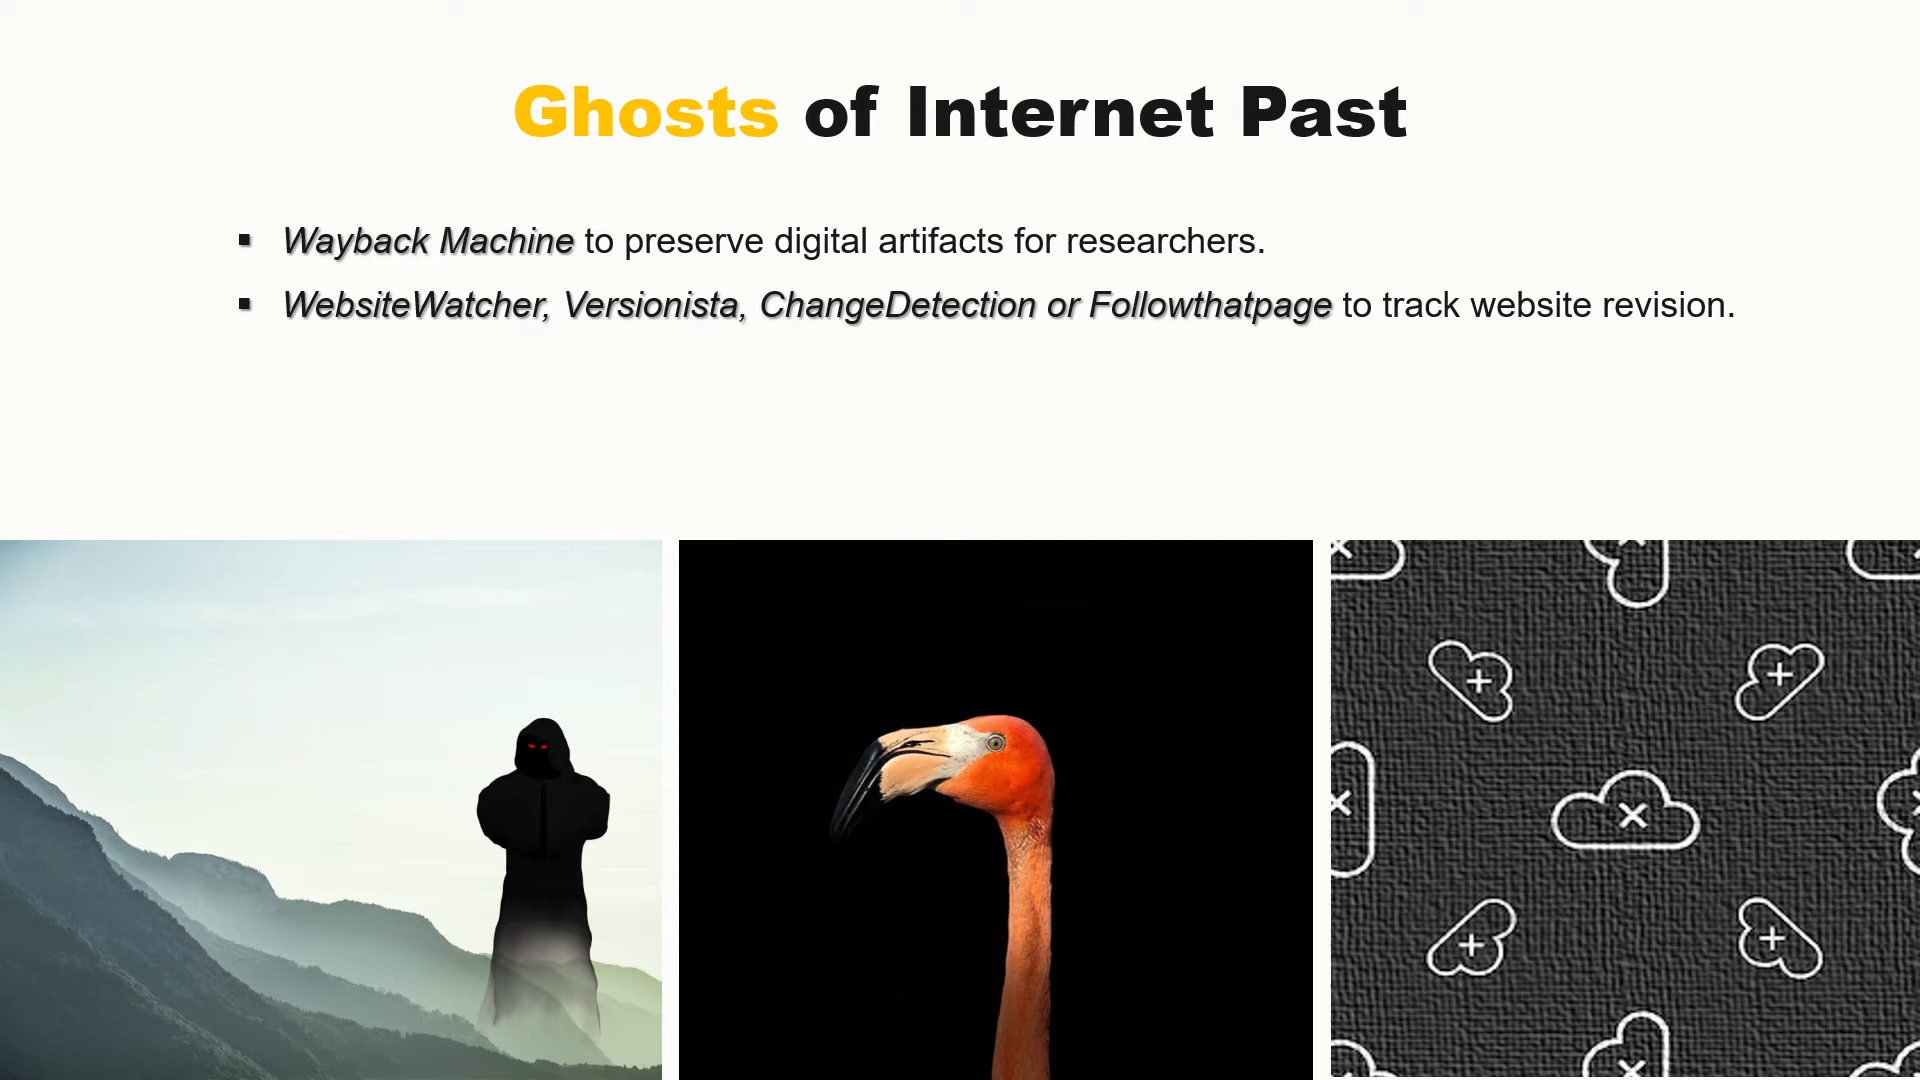 Ghosts of Internet Past
▪ Wayback Machine to preserve digital artifacts for researchers.
▪ WebsiteWatcher, Versionista, ChangeDetection or Followthatpage to track website revision.